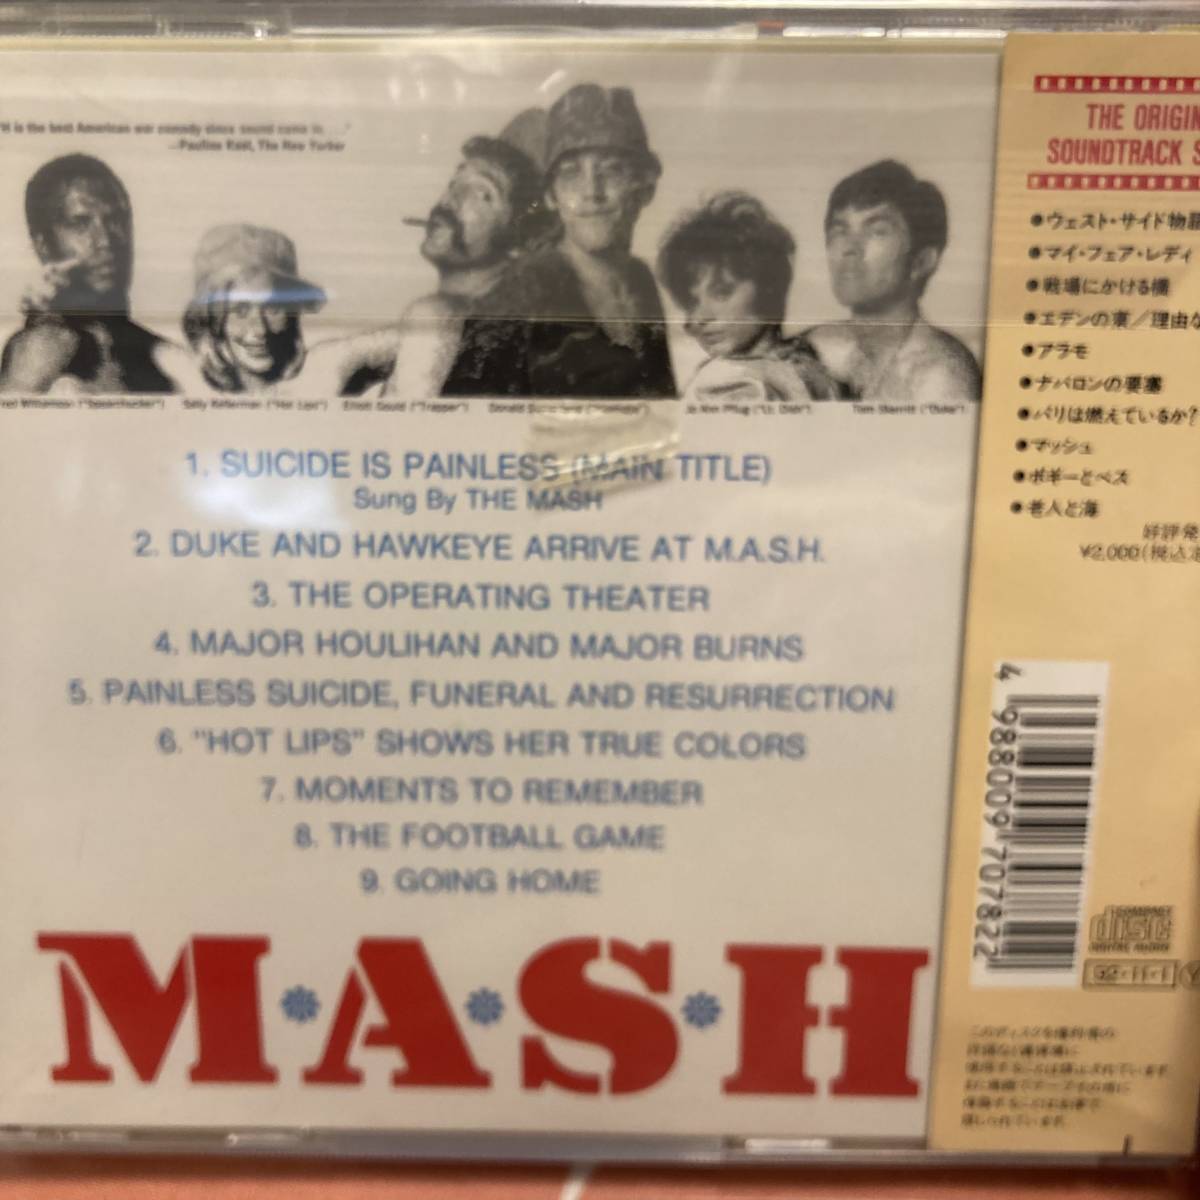 it is the best American war comedy since sound came in. . . ."
—Pauline Kael, The New Yorker
Sally Kellerman ("Hot Lips")
Elliott Gould ("Trapper")
Jo Ann Pflug ("Lt. Dish")
Tom Skerritt ("Duke")
1. SUICIDE IS PAINLESS (MAIN TITLE)
Sung By THE MASH
2. DUKE AND HAWKEYE ARRIVE AT M.A.S.H.
3. THE OPERATING THEATER
4. MAJOR HOULIHAN AND MAJOR BURNS
5. PAINLESS SUICIDE, FUNERAL AND RESURRECTION
6. "HOT LIPS" SHOWS HER TRUE COLORS
7. MOMENTS TO REMEMBER
8. THE FOOTBALL GAME
9. GOING HOME
M*A*S*H
THE ORIGIN
SOUNDTRACK S
●ウェスト・サイド物語
●マイ・フェア・レディ
●戦場にかける橋
●エデンの東／理由な
●アラモ
●ナバロンの要塞
●パリは燃えているか?
●マッシュ
●ボギーとベス
●老人と海
好評発
¥2,000(税込定
4 988009 707822
COMPACT
disc
DIGITAL AUDIO